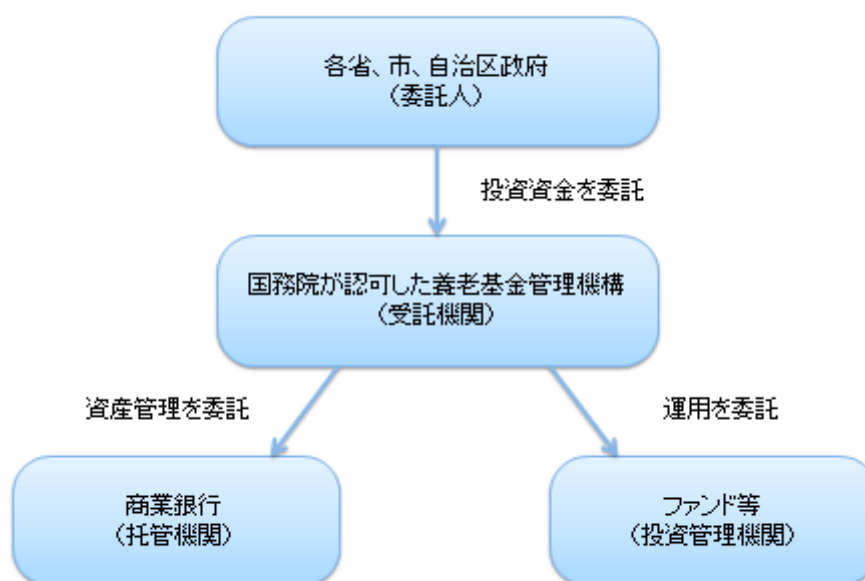 各省、市、自治区政府
（委託人）
投資資金を委託
国務院が認可した養老基金管理機構
（受託機関）
資産管理を委託
運用を委託
商業銀行
（托管機関）
ファンド等
（投資管理機関）